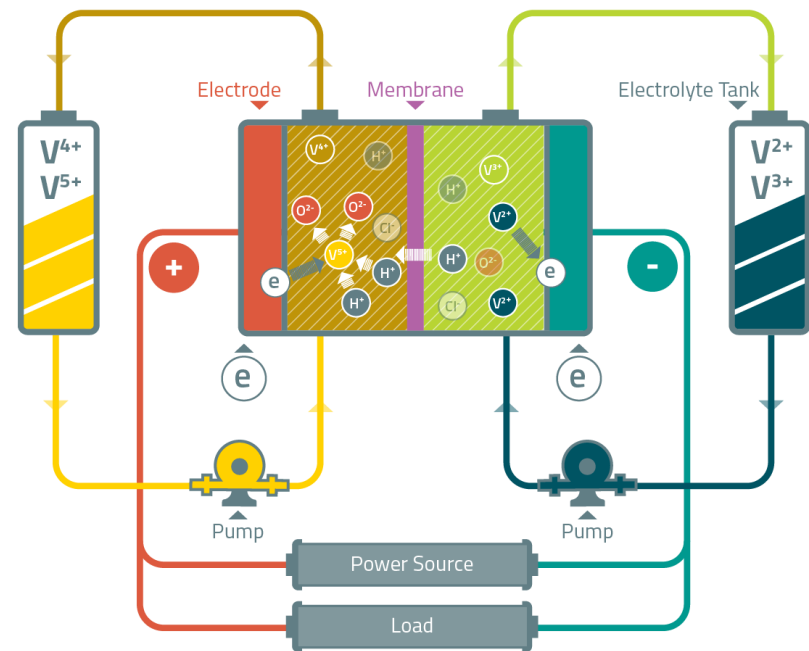 Electrode
Membrane
Electrolyte Tank
V⁴⁺
V⁵⁺
V²⁺
V³⁺
V⁴⁺
H⁺
V³⁺
H⁺
O²⁻
O²⁻
V²⁺
Cl⁻
V⁵⁺
H⁺
H⁺
O²⁻
e
e
H⁺
Cl⁻
V²⁺
+
-
e
e
Pump
Pump
Power Source
Load